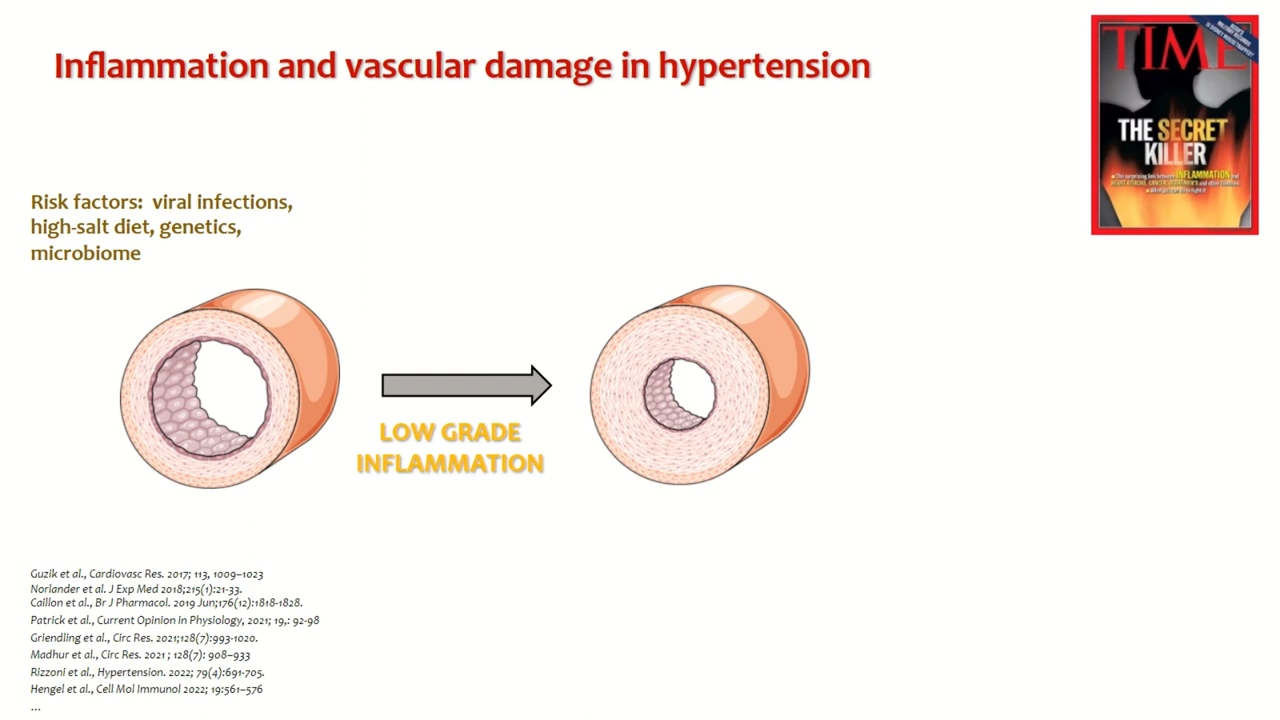 Inflammation and vascular damage in hypertension
TIME
THE SECRET
KILLER
INFLAMMATION
Risk factors:  viral infections,
high-salt diet, genetics,
microbiome
LOW GRADE
INFLAMMATION
Guzik et al., Cardiovasc Res. 2017; 113, 1009–1023
Norlander et al. J Exp Med 2018;215(1):21-33.
Caillon et al., Br J Pharmacol. 2019 Jun;176(12):1818-1828.
Patrick et al., Current Opinion in Physiology, 2021; 19,: 92-98
Griendling et al., Circ Res. 2021;128(7):993-1020.
Madhur et al., Circ Res. 2021 ; 128(7): 908–933
Rizzoni et al., Hypertension. 2022; 79(4):691-705.
Hengel et al., Cell Mol Immunol 2022; 19:561–576
...